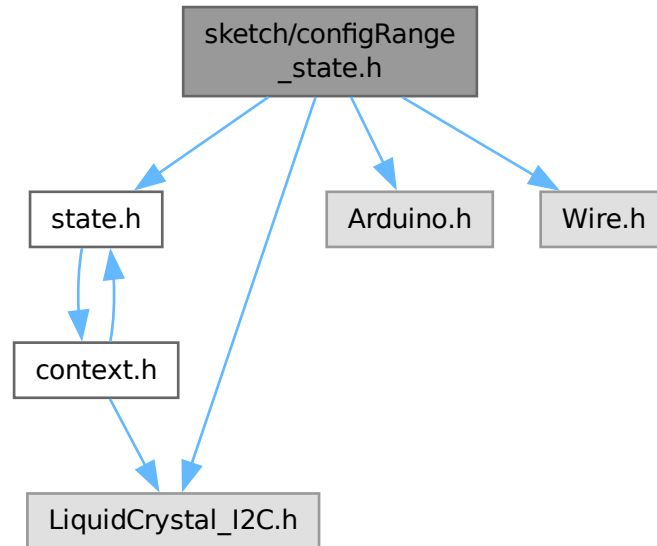 sketch/configRange
_state.h
state.h
Arduino.h
Wire.h
context.h
LiquidCrystal_I2C.h